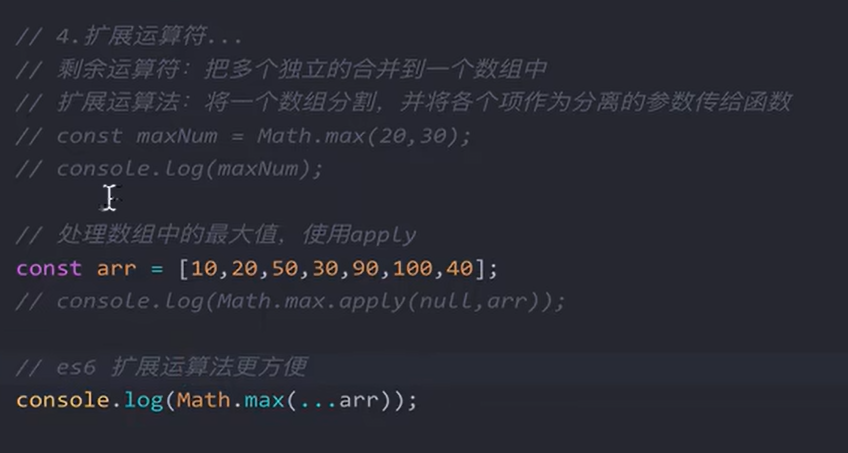 // 4.扩展运算符...
// 剩余运算符：把多个独立的合并到一个数组中
// 扩展运算法：将一个数组分割，并将各个项作为分离的参数传给函数
// const maxNum = Math.max(20,30);
// console.log(maxNum);
// 处理数组中的最大值，使用apply
const arr = [10,20,50,30,90,100,40];
// console.log(Math.max.apply(null,arr));
// es6 扩展运算法更方便
console.log(Math.max(...arr));